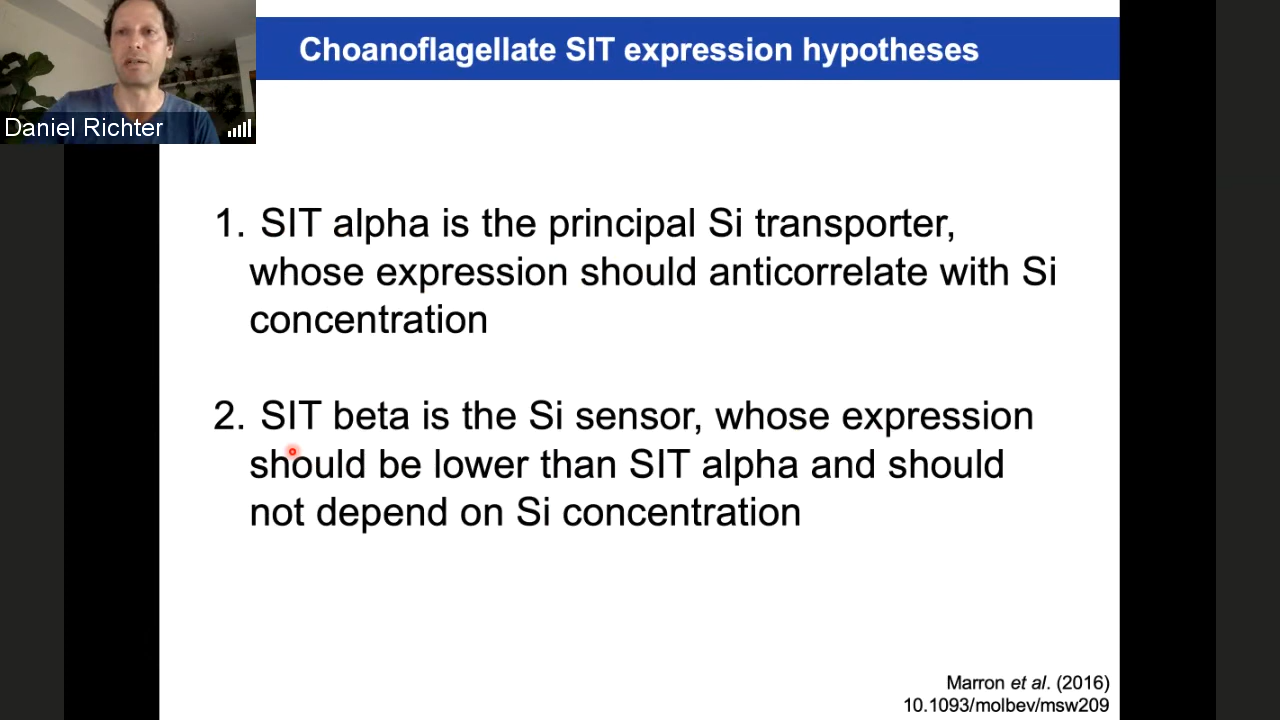 Choanoflagellate SIT expression hypotheses
Daniel Richter
1. SIT alpha is the principal Si transporter,
whose expression should anticorrelate with Si
concentration
2. SIT beta is the Si sensor, whose expression
should be lower than SIT alpha and should
not depend on Si concentration
Marron et al. (2016)
10.1093/molbev/msw209